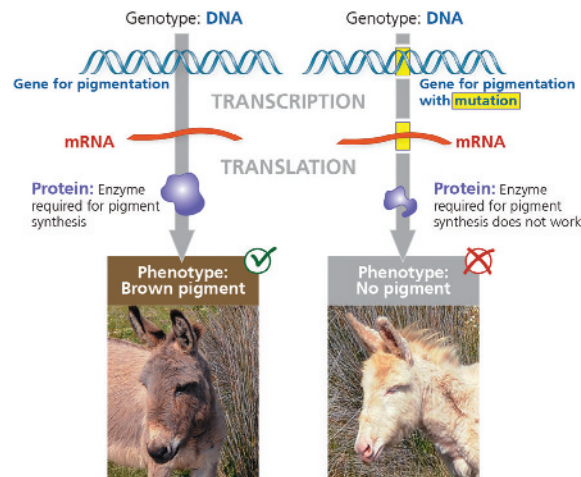 Genotype: DNA
Gene for pigmentation
Genotype: DNA
Gene for pigmentation
with mutation
TRANSCRIPTION
mRNA
mRNA
TRANSLATION
Protein: Enzyme
required for pigment
synthesis
Protein: Enzyme
required for pigment
synthesis does not work
Phenotype:
Brown pigment
Phenotype:
No pigment